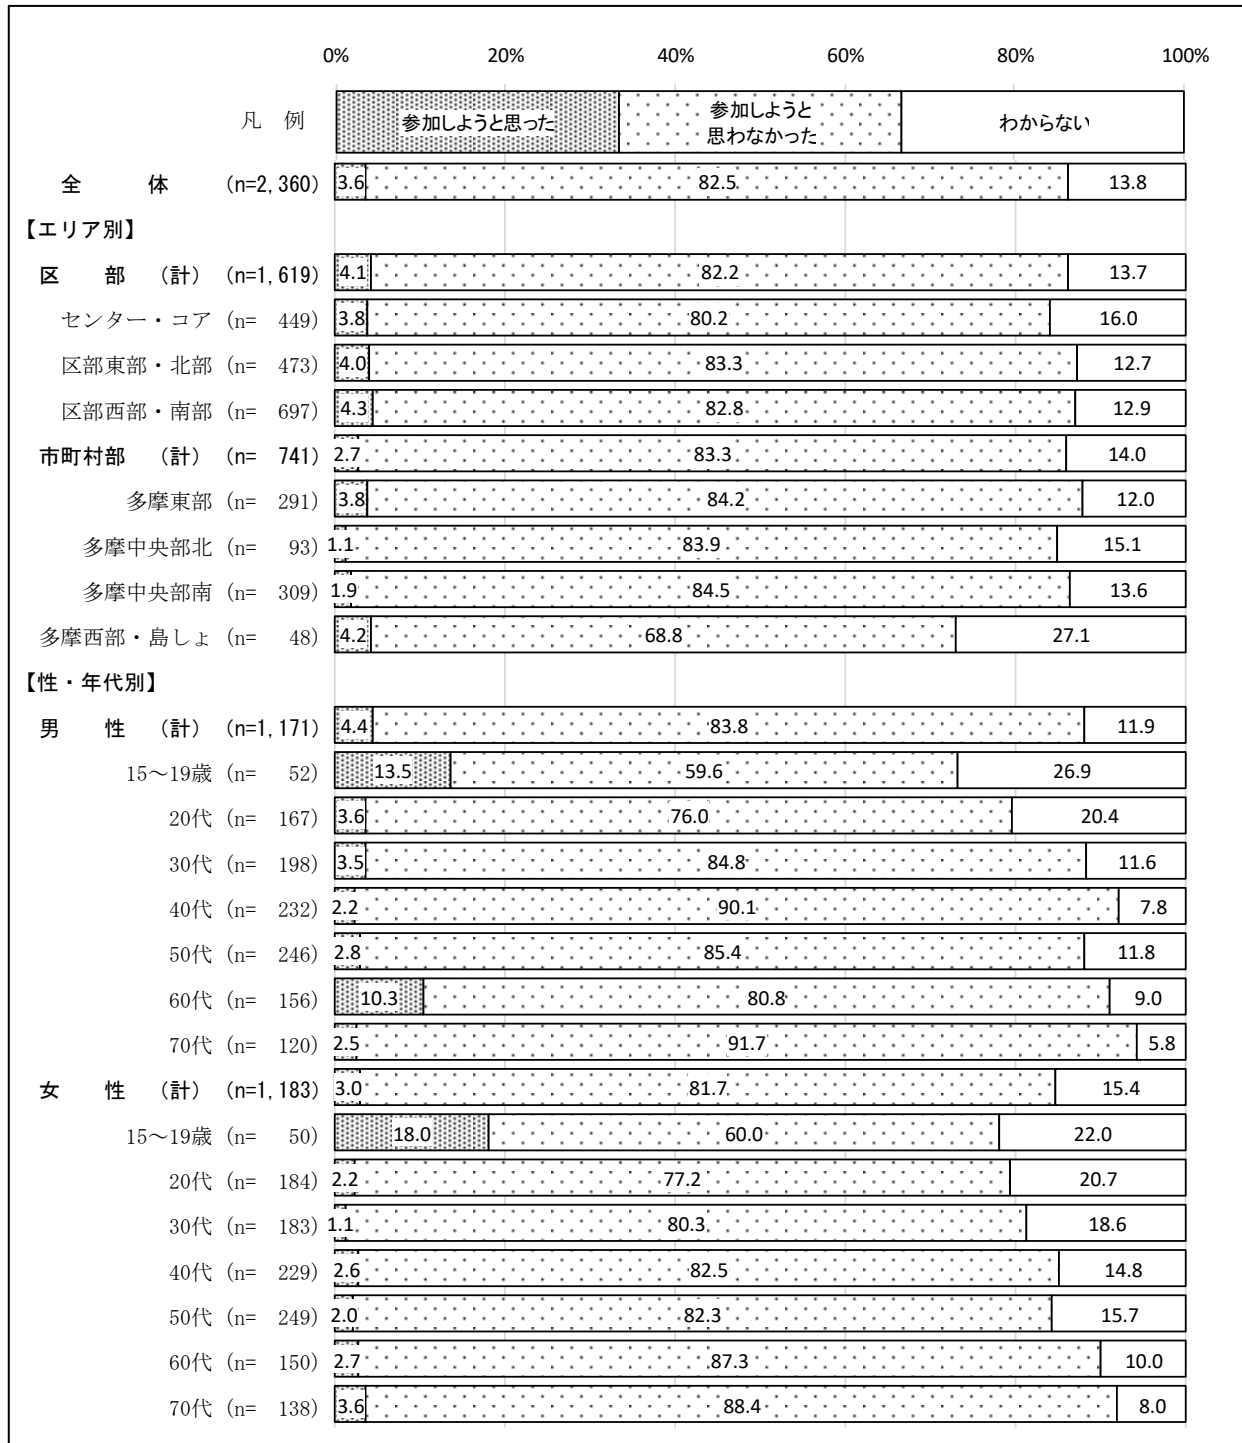 0% 20% 40% 60% 80% 100%
凡 例 参加しようと思った 参加しようと思わなかった わからない
全 体 (n=2,360) 3.6 82.5 13.8
【エリア別】
区 部 (計) (n=1,619) 4.1 82.2 13.7
センター・コア (n= 449) 3.8 80.2 16.0
区部東部・北部 (n= 473) 4.0 83.3 12.7
区部西部・南部 (n= 697) 4.3 82.8 12.9
市町村部 (計) (n= 741) 2.7 83.3 14.0
多摩東部 (n= 291) 3.8 84.2 12.0
多摩中央部北 (n= 93) 1.1 83.9 15.1
多摩中央部南 (n= 309) 1.9 84.5 13.6
多摩西部・島しょ (n= 48) 4.2 68.8 27.1
【性・年代別】
男 性 (計) (n=1,171) 4.4 83.8 11.9
15～19歳 (n= 52) 13.5 59.6 26.9
20代 (n= 167) 3.6 76.0 20.4
30代 (n= 198) 3.5 84.8 11.6
40代 (n= 232) 2.2 90.1 7.8
50代 (n= 246) 2.8 85.4 11.8
60代 (n= 156) 10.3 80.8 9.0
70代 (n= 120) 2.5 91.7 5.8
女 性 (計) (n=1,183) 3.0 81.7 15.4
15～19歳 (n= 50) 18.0 60.0 22.0
20代 (n= 184) 2.2 77.2 20.7
30代 (n= 183) 1.1 80.3 18.6
40代 (n= 229) 2.6 82.5 14.8
50代 (n= 249) 2.0 82.3 15.7
60代 (n= 150) 2.7 87.3 10.0
70代 (n= 138) 3.6 88.4 8.0